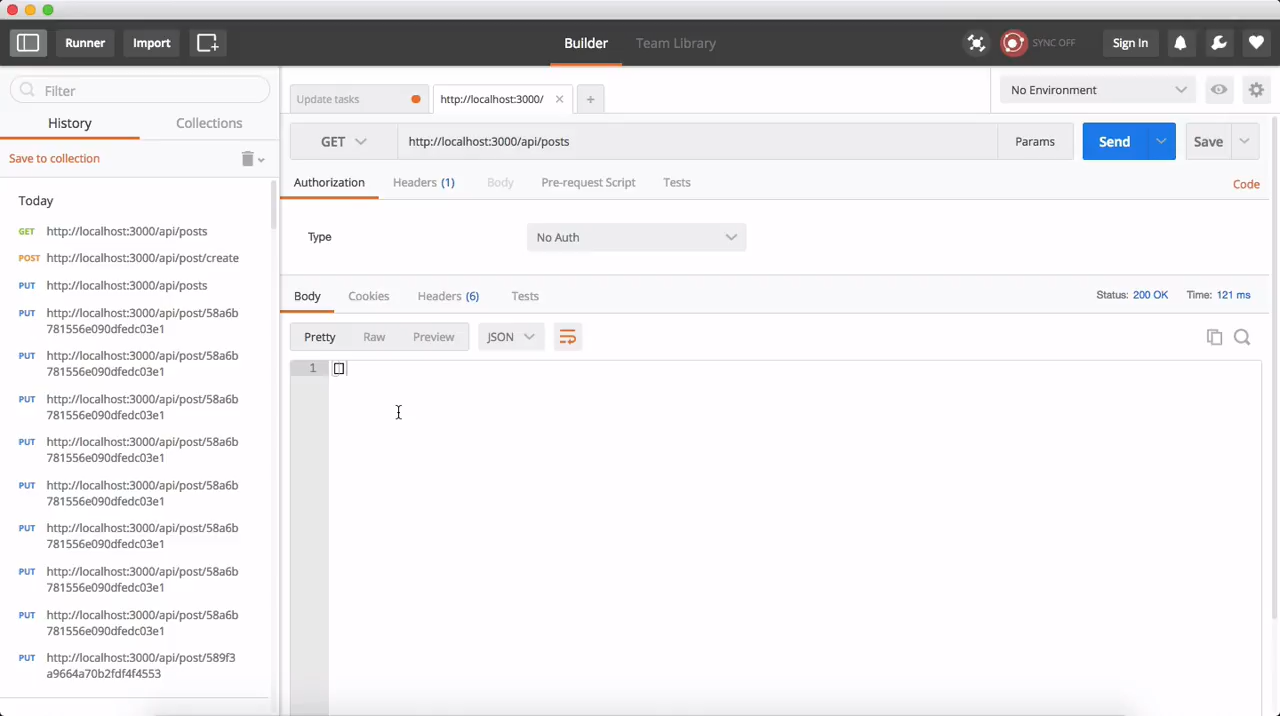 Runner
Import
Builder
Team Library
SYNC OFF
Sign In
Filter
History
Collections
Save to collection
Today
GET http://localhost:3000/api/posts
POST http://localhost:3000/api/post/create
PUT http://localhost:3000/api/posts
PUT http://localhost:3000/api/post/58a6b
781556e090dfedc03e1
PUT http://localhost:3000/api/post/58a6b
781556e090dfedc03e1
PUT http://localhost:3000/api/post/58a6b
781556e090dfedc03e1
PUT http://localhost:3000/api/post/58a6b
781556e090dfedc03e1
PUT http://localhost:3000/api/post/58a6b
781556e090dfedc03e1
PUT http://localhost:3000/api/post/58a6b
781556e090dfedc03e1
PUT http://localhost:3000/api/post/58a6b
781556e090dfedc03e1
PUT http://localhost:3000/api/post/58a6b
781556e090dfedc03e1
PUT http://localhost:3000/api/post/589f3
a9664a70b2fdf4f4553
Update tasks
http://localhost:3000/
No Environment
GET
http://localhost:3000/api/posts
Params
Send
Save
Authorization
Headers (1)
Body
Pre-request Script
Tests
Code
Type
No Auth
Body
Cookies
Headers (6)
Tests
Status: 200 OK
Time: 121 ms
Pretty
Raw
Preview
JSON
1 []